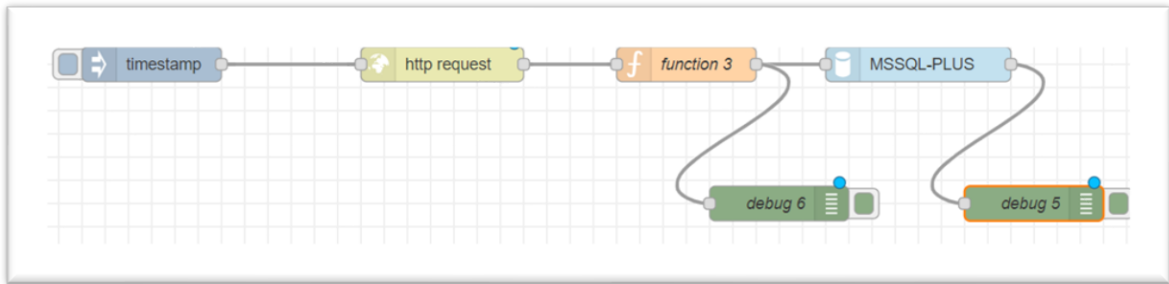 timestamp
http request
function 3
MSSQL-PLUS
debug 6
debug 5